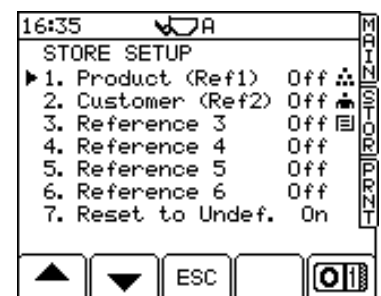 16:35 A
STORE SETUP
1. Product (Ref1) Off
2. Customer (Ref2) Off
3. Reference 3 Off
4. Reference 4 Off
5. Reference 5 Off
6. Reference 6 Off
7. Reset to Undef. On
MAIN
STOR
PRNT
ESC